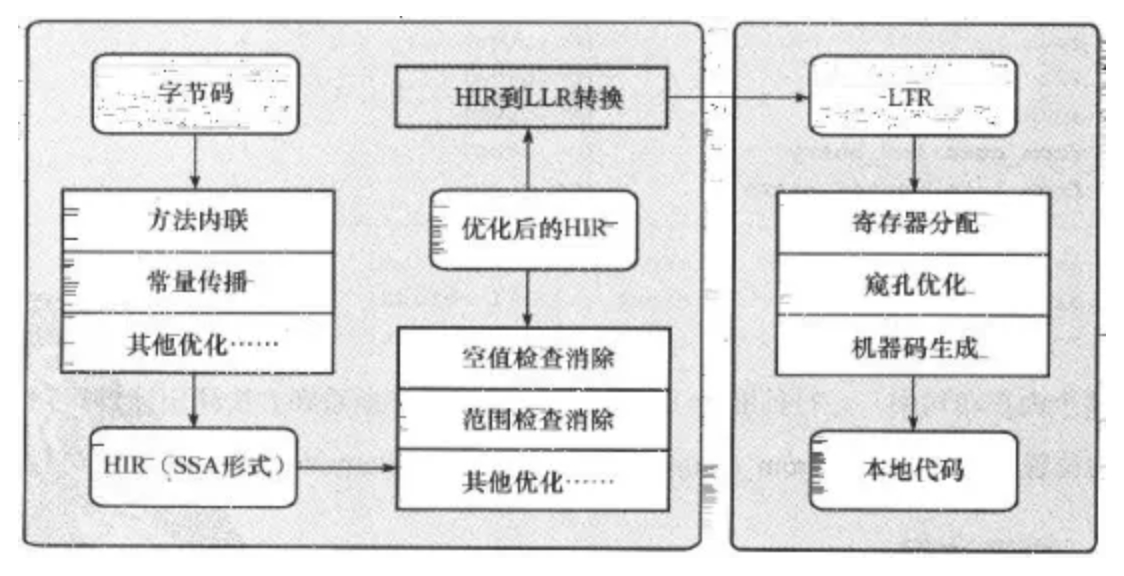 字节码
方法内联
常量传播
其他优化……
HIR（SSA形式）
HIR到LLR转换
优化后的HIR
空值检查消除
范围检查消除
其他优化……
LTR
寄存器分配
窥孔优化
机器码生成
本地代码